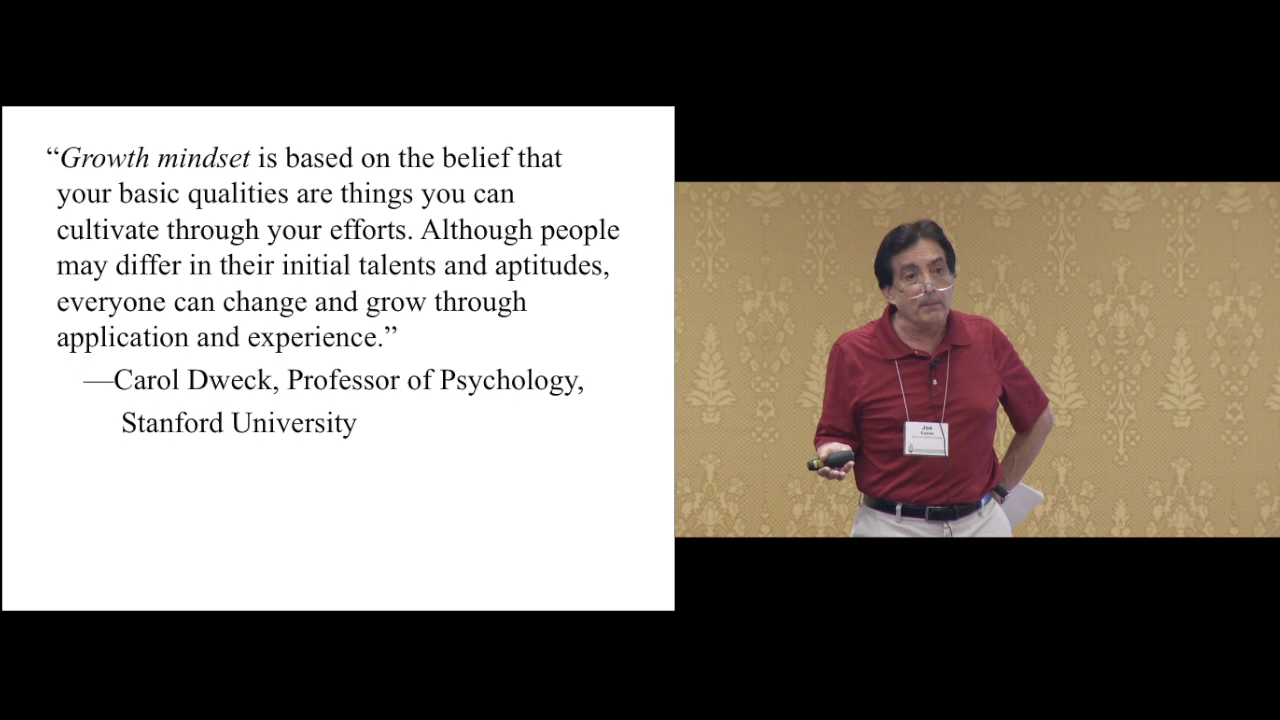 “Growth mindset is based on the belief that
your basic qualities are things you can
cultivate through your efforts. Although people
may differ in their initial talents and aptitudes,
everyone can change and grow through
application and experience.”
—Carol Dweck, Professor of Psychology,
Stanford University
Joe